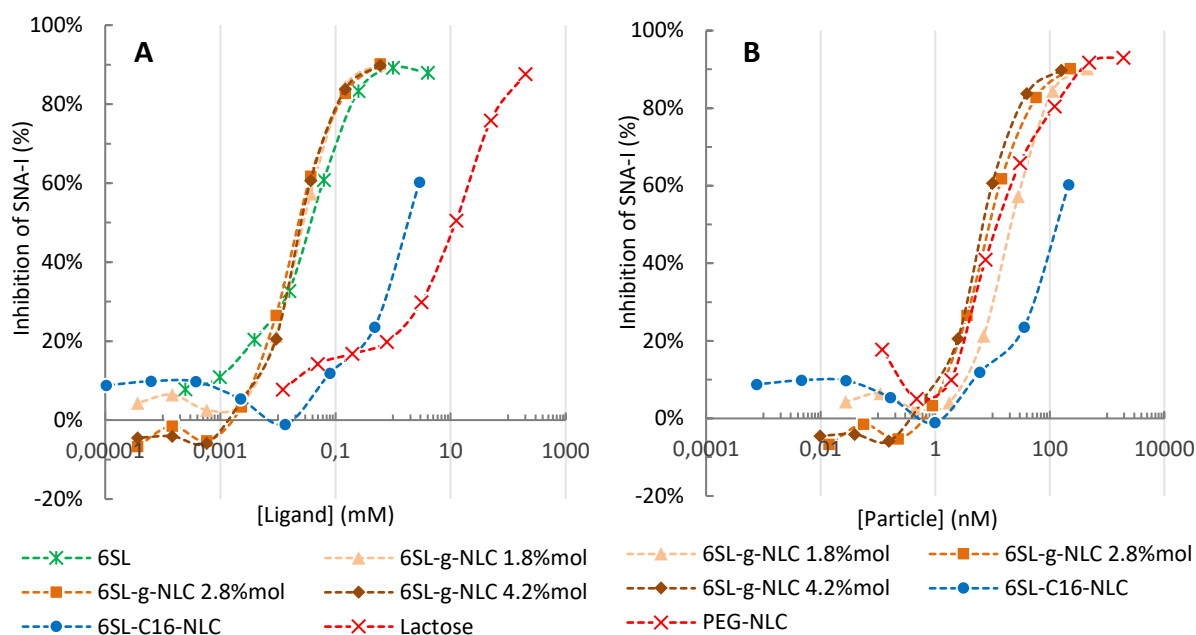 A
Inhibition of SNA-I (%)
100%
80%
60%
40%
20%
0%
-20%
0,00001
0,001
0,1
10
1000
[Ligand] (mM)
6SL
6SL-g-NLC 1.8%mol
6SL-g-NLC 2.8%mol
6SL-g-NLC 4.2%mol
6SL-C16-NLC
Lactose
B
Inhibition of SNA-I (%)
100%
80%
60%
40%
20%
0%
-20%
0,0001
0,01
1
100
10000
[Particle] (nM)
6SL-g-NLC 1.8%mol
6SL-g-NLC 2.8%mol
6SL-g-NLC 4.2%mol
6SL-C16-NLC
PEG-NLC